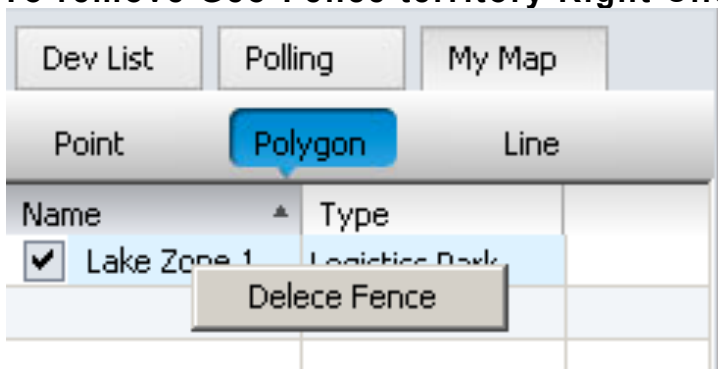 To remove Geo-Fence territory Right
Dev List Polling My Map
Point Polygon Line
Name Type
Lake Zone 1 Logistics Park
Delece Fence